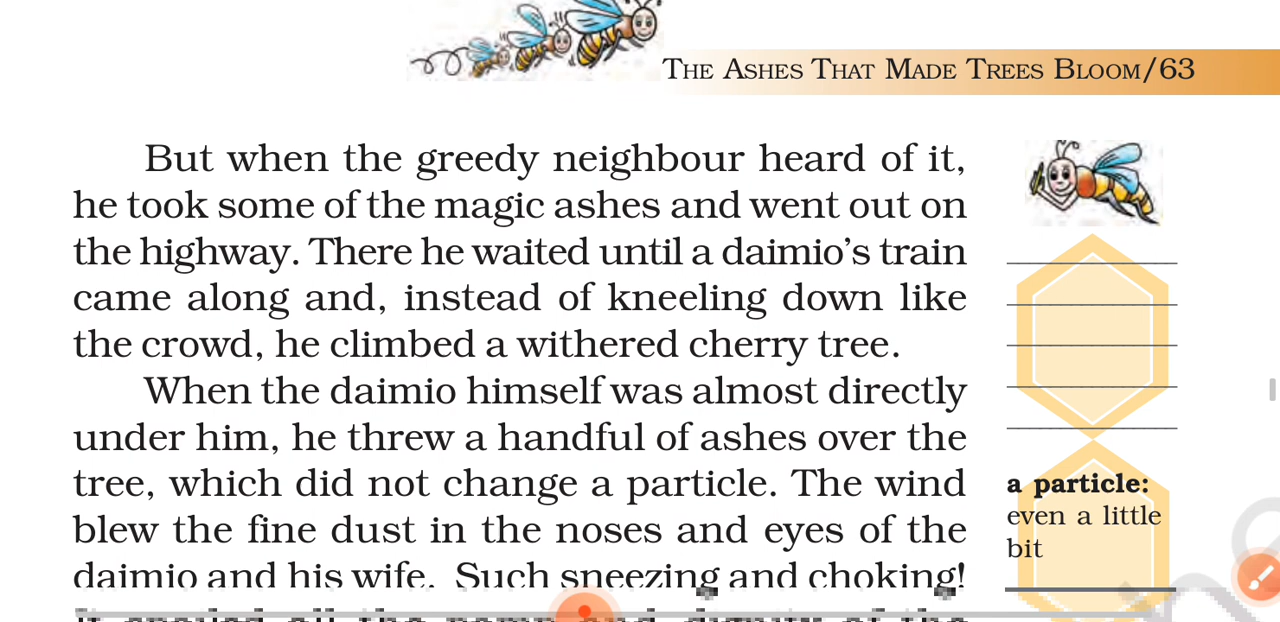 THE ASHES THAT MADE TREES BLOOM/63
But when the greedy neighbour heard of it,
he took some of the magic ashes and went out on
the highway. There he waited until a daimio's train
came along and, instead of kneeling down like
the crowd, he climbed a withered cherry tree.
When the daimio himself was almost directly
under him, he threw a handful of ashes over the
tree, which did not change a particle. The wind
blew the fine dust in the noses and eyes of the
daimio and his wife. Such sneezing and choking!
a particle:
even a little
bit